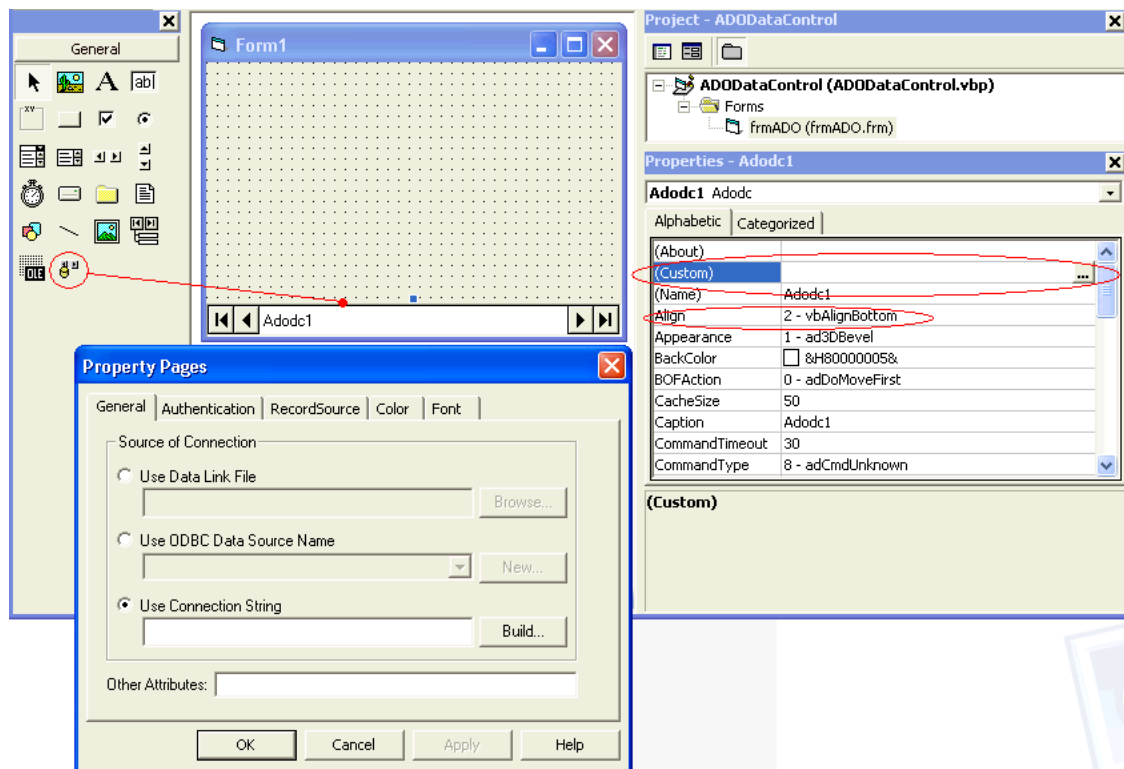 General
A
ab|
XY
OLE
Form1
Adodc1
Project - ADODataControl
ADODataControl (ADODataControl.vbp)
Forms
frmADO (frmADO.frm)
Properties - Adodc1
Adodc1 Adodc
Alphabetic Categorized
(About)
(Custom) ...
(Name) Adodc1
Align 2 - vbAlignBottom
Appearance 1 - ad3DBevel
BackColor &H80000005&
BOFAction 0 - adDoMoveFirst
CacheSize 50
Caption Adodc1
CommandTimeout 30
CommandType 8 - adCmdUnknown
(Custom)
Property Pages
General Authentication RecordSource Color Font
Source of Connection
Use Data Link File
Browse...
Use ODBC Data Source Name
New...
Use Connection String
Build...
Other Attributes:
OK Cancel Apply Help